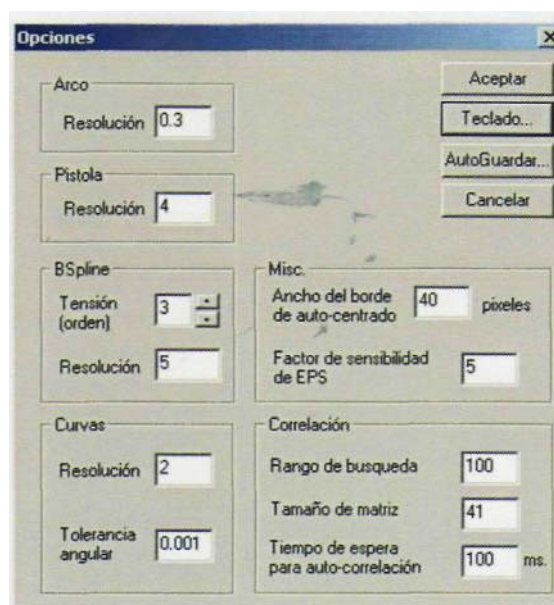 Opciones
Arco
Resolución 0.3
Aceptar
Teclado...
AutoGuardar...
Cancelar
Pistola
Resolución 4
BSpline
Tensión
(orden) 3
Resolución 5
Misc.
Ancho del borde
de auto-centrado 40 pixeles
Factor de sensibilidad
de EPS 5
Curvas
Resolución 2
Tolerancia
angular 0.001
Correlación
Rango de busqueda 100
Tamaño de matriz 41
Tiempo de espera
para auto-correlación 100 ms.